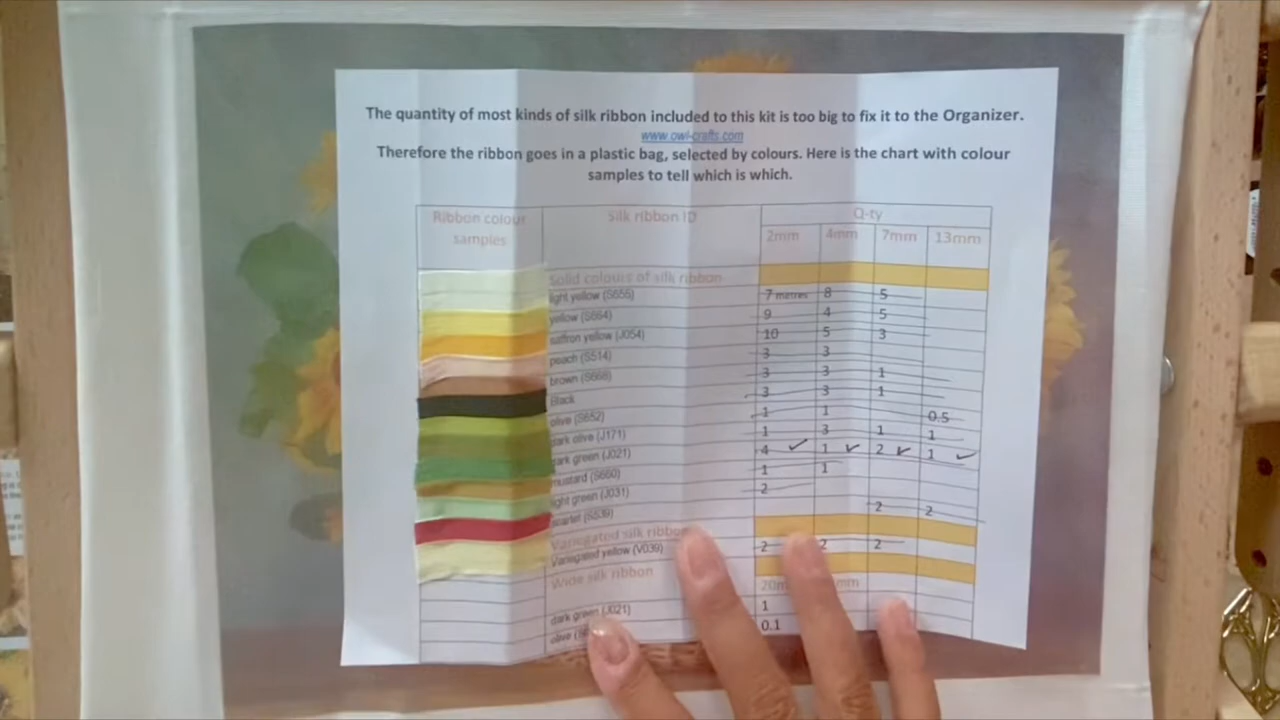 The quantity of most kinds of silk ribbon included to this kit is too big to fix it to the Organizer.
www.owl-crafts.com
Therefore the ribbon goes in a plastic bag, selected by colours. Here is the chart with colour
samples to tell which is which.
Ribbon colour samples Silk ribbon ID Q-ty
2mm 4mm 7mm 13mm
Solid colours of silk ribbon
light yellow (S655) 7 metres 8 5
yellow (S664) 9 4 5
saffron yellow (J054) 10 5 3
peach (S514) 3 3
brown (S668) 3 3 1
Black 3 3 1
olive (S652) 1 1 0.5
dark olive (J171) 1 3 1 1
dark green (J021) 4 ✓ 1 ✓ 2 ✓ 1 ✓
mustard (S660) 1 1
light green (J031) 2
scarlet (S539) 2 2
Variegated silk ribbon
Variegated yellow (V039) 2 2 2
Wide silk ribbon mm
dark green (J021) 1
olive 0.1